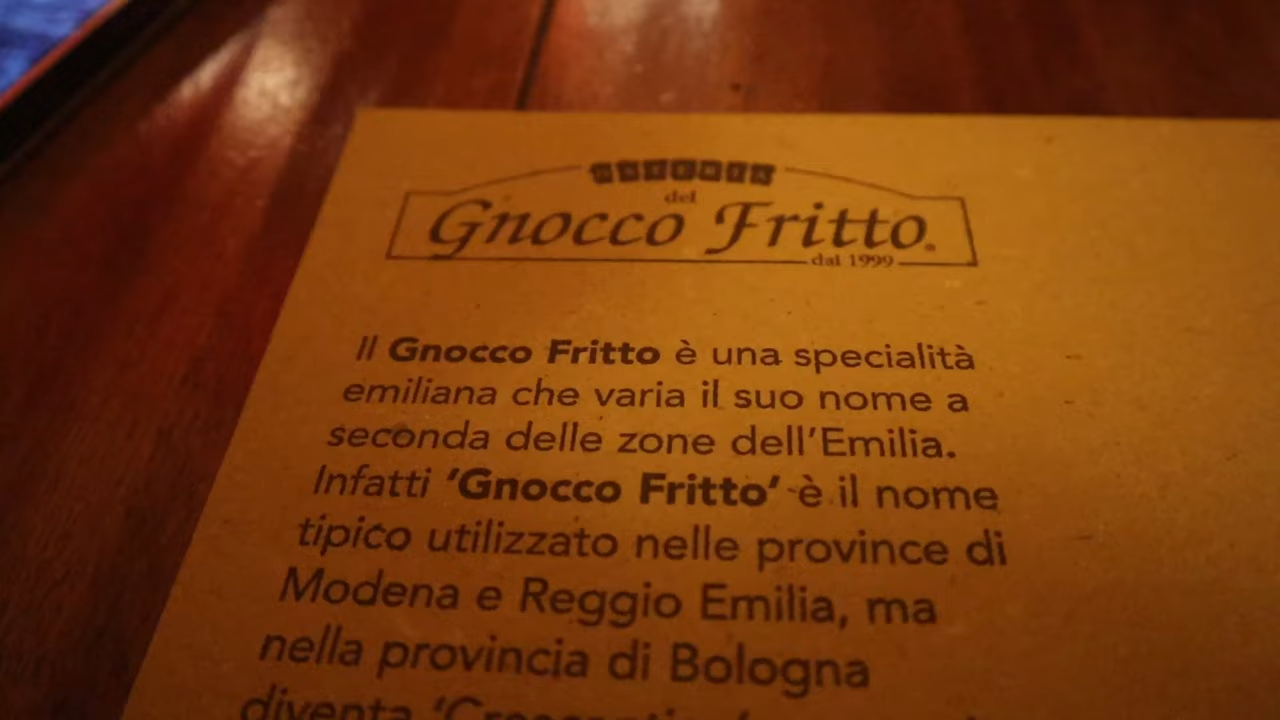 OSTERIA
del
Gnocco Fritto
dal 1999
Il Gnocco Fritto è una specialità
emiliana che varia il suo nome a
seconda delle zone dell'Emilia.
Infatti 'Gnocco Fritto' è il nome
tipico utilizzato nelle province di
Modena e Reggio Emilia, ma
nella provincia di Bologna
diventa